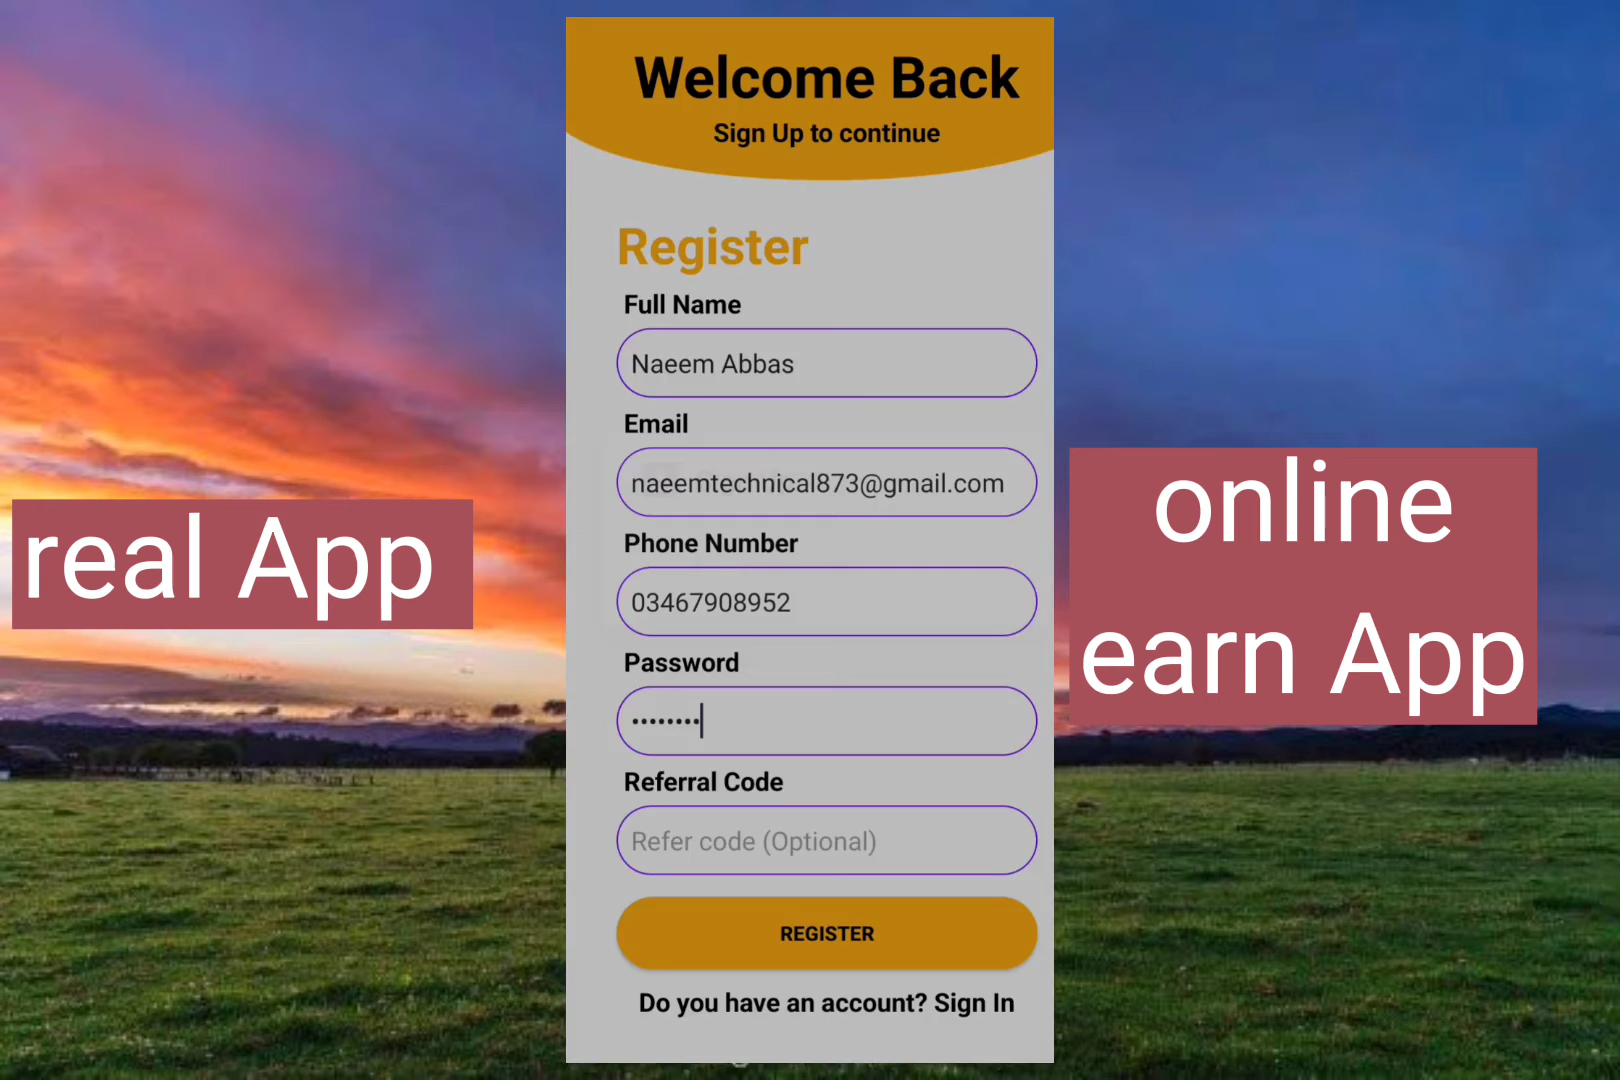 Welcome Back
Sign Up to continue
Register
Full Name
Naeem Abbas
Email
naeemtechnical873@gmail.com
Phone Number
03467908952
Password
••••••••
Referral Code
Refer code (Optional)
REGISTER
Do you have an account? Sign In
real App
online
earn App